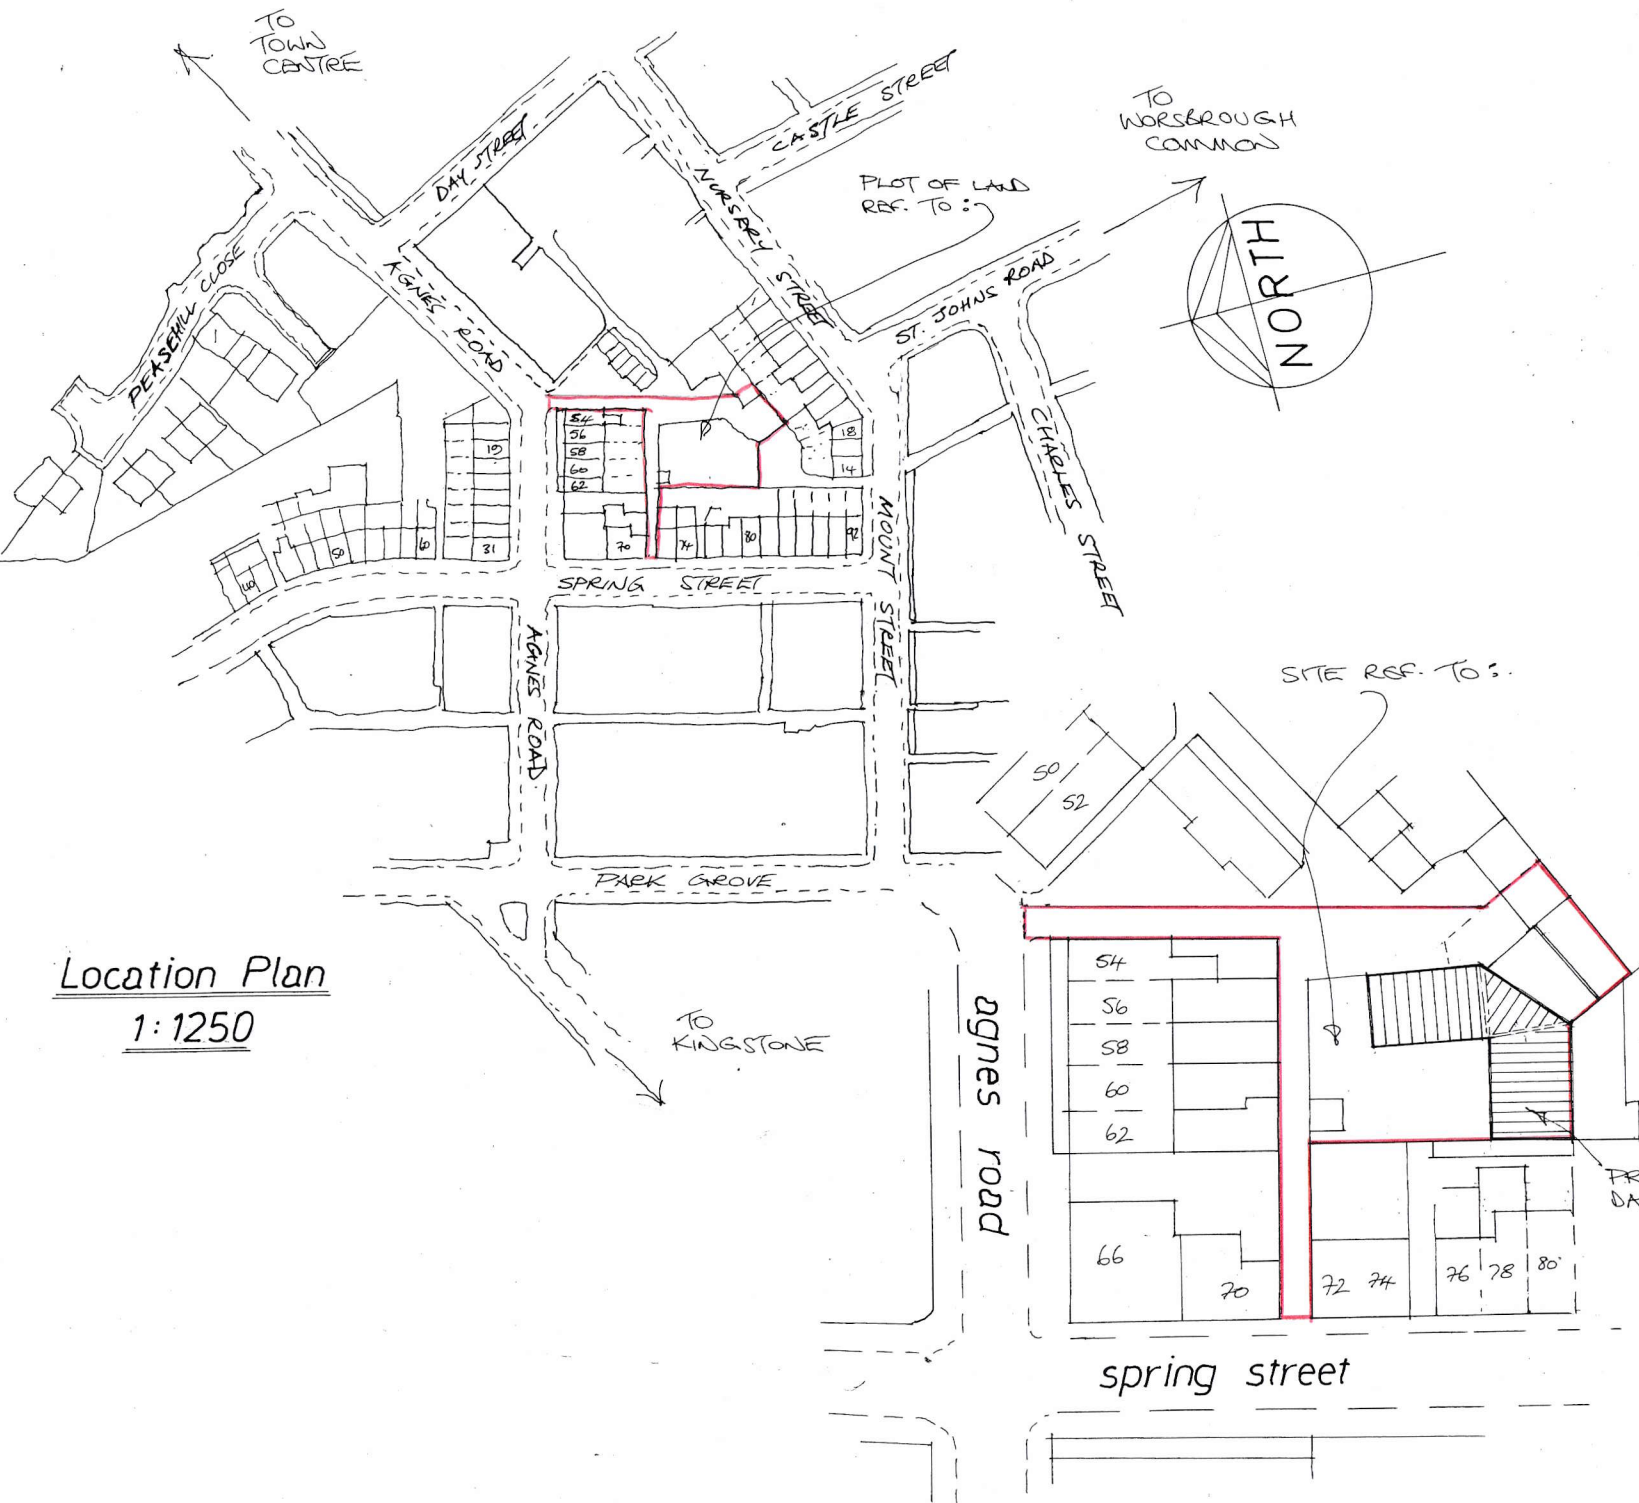 TO
TOWN
CENTRE
DAY STREET
CASTLE STREET
NURSERY STREET
TO
WORSBROUGH
COMMON
PLOT OF LAND
REF. TO :
NORTH
ST. JOHNS ROAD
PEASEHILL CLOSE
AGNES ROAD
CHARLES STREET
54
56
58
60
62
19
18
14
50
60
31
70
74
80
92
49
SPRING STREET
MOUNT STREET
AGNES ROAD
PARK GROVE
TO
KINGSTONE
Location Plan
1:1250
SITE REF. TO :
50
52
54
56
58
60
62
66
70
72
74
76
78
80
PR
DA
agnes road
spring street